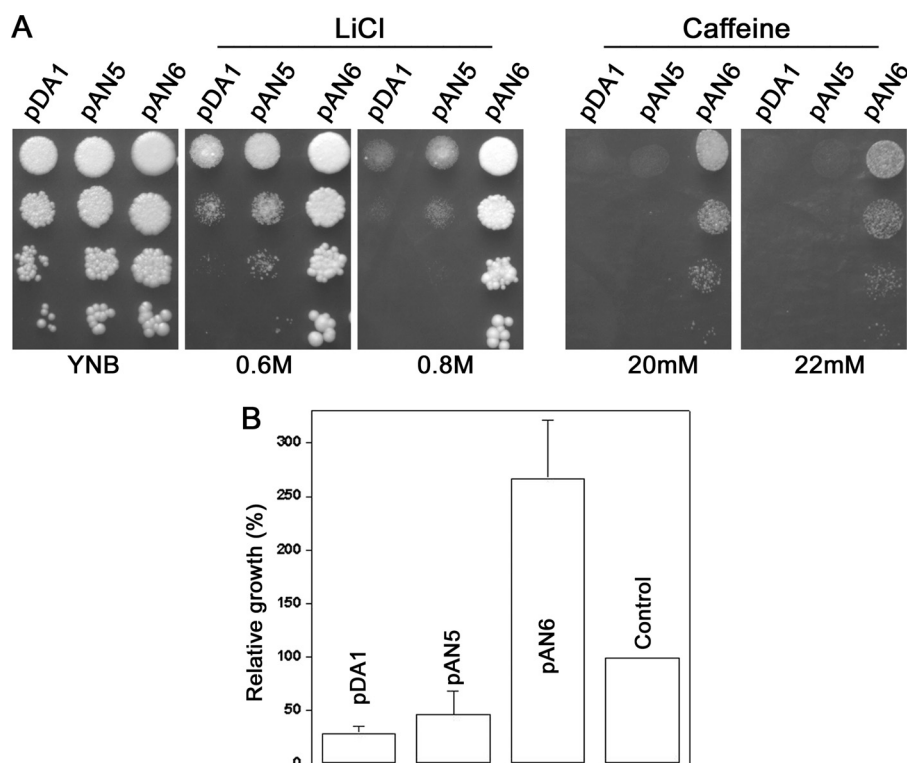 A
LiCl
Caffeine
pDA1 pAN5 pAN6 pDA1 pAN5 pAN6 pDA1 pAN5 pAN6 pDA1 pAN5 pAN6 pDA1 pAN5 pAN6
YNB 0.6M 0.8M 20mM 22mM
B
Relative growth (%)
300
250
200
150
100
50
0
pDA1
pAN5
pAN6
Control